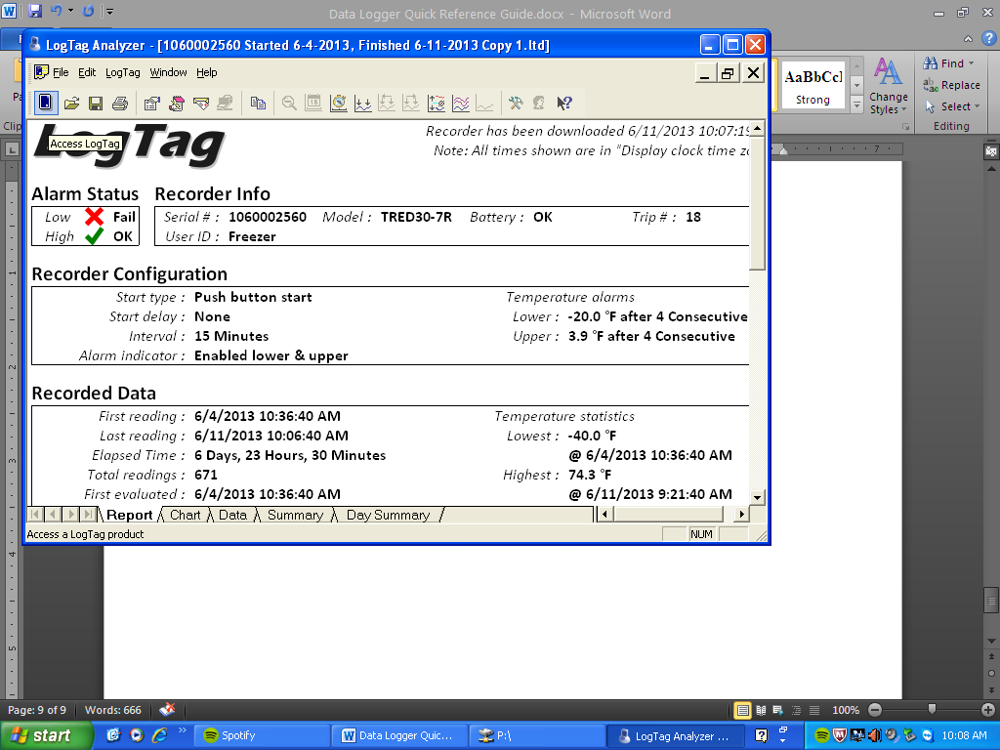 Data Logger Quick Reference Guide.docx - Microsoft Word
LogTag Analyzer - [1060002560 Started 6-4-2013, Finished 6-11-2013 Copy 1.ltd]
File Edit LogTag Window Help
Find
Replace
Select
Editing
AaBbCcI
Strong
Change
Styles
Pa
Clip
LogTag
Access LogTag
Recorder has been downloaded 6/11/2013 10:07:19
Note: All times shown are in "Display clock time zo
7
Alarm Status
Low Fail
High OK
Recorder Info
Serial # : 1060002560 Model : TRED30-7R Battery : OK Trip # : 18
User ID : Freezer
Recorder Configuration
Start type : Push button start
Start delay : None
Interval : 15 Minutes
Alarm indicator : Enabled lower & upper
Temperature alarms
Lower : -20.0 °F after 4 Consecutive
Upper : 3.9 °F after 4 Consecutive
Recorded Data
First reading : 6/4/2013 10:36:40 AM
Last reading : 6/11/2013 10:06:40 AM
Elapsed Time : 6 Days, 23 Hours, 30 Minutes
Total readings : 671
First evaluated : 6/4/2013 10:36:40 AM
Temperature statistics
Lowest : -40.0 °F
@ 6/4/2013 10:36:40 AM
Highest : 74.3 °F
@ 6/11/2013 9:21:40 AM
Report Chart Data Summary Day Summary
Access a LogTag product
NUM
1
2
3
4
5
Page: 9 of 9 Words: 666
100%
start
Spotify
Data Logger Quic...
P:\
LogTag Analyzer ...
10:08 AM